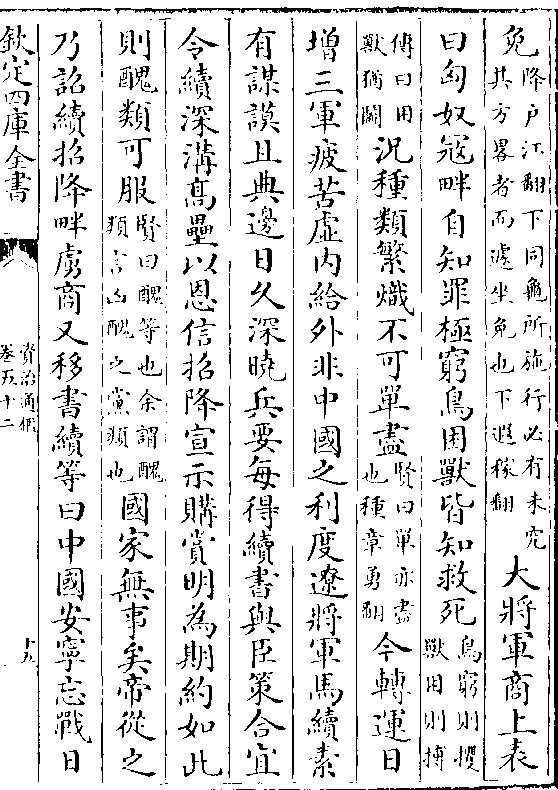 免降戸江翻下同龜所施行必有未究
其方畧者而遽坐免也下遐稼翻大將軍商上表
曰匈奴寇畔自知罪極窮鳥困獸皆知救死鳥窮則攫
獸困則搏
傳曰困
獸猶鬭況種類繁熾不可單盡賢曰單亦盡
也種章勇翻今轉運日
增三軍疲苦虚内給外非中國之利度遼將軍馬續素
有謀謨且典邊日久深曉兵要每得續書與臣策合宜
令續深溝髙壘以恩信招降宣示購賞明為期約如此
則醜類可服賢曰醜等也余謂醜
類言凶醜之黨類也國家無事矣帝從之
乃詔續招降畔虜商又移書續等曰中國安寧忘戰日
欽定四庫全書
資治通鑑
卷五十二
十五